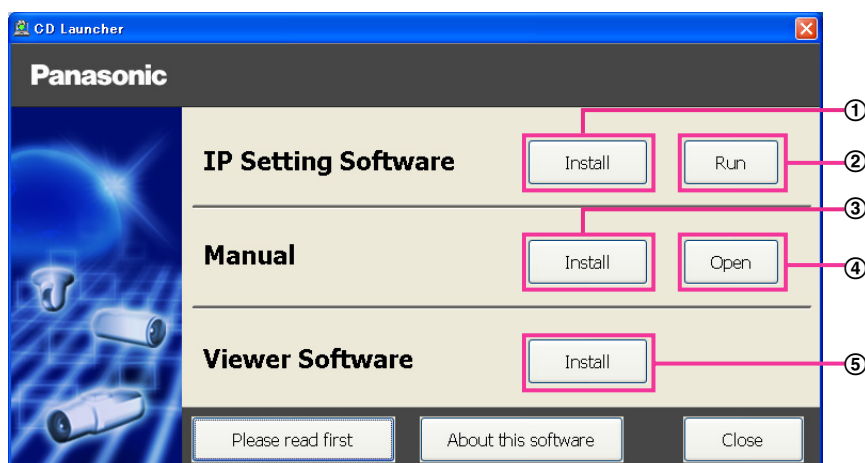 CD Launcher
Panasonic
①
IP Setting Software Install Run ②
③
Manual Install Open ④
Viewer Software Install ⑤
Please read first About this software Close